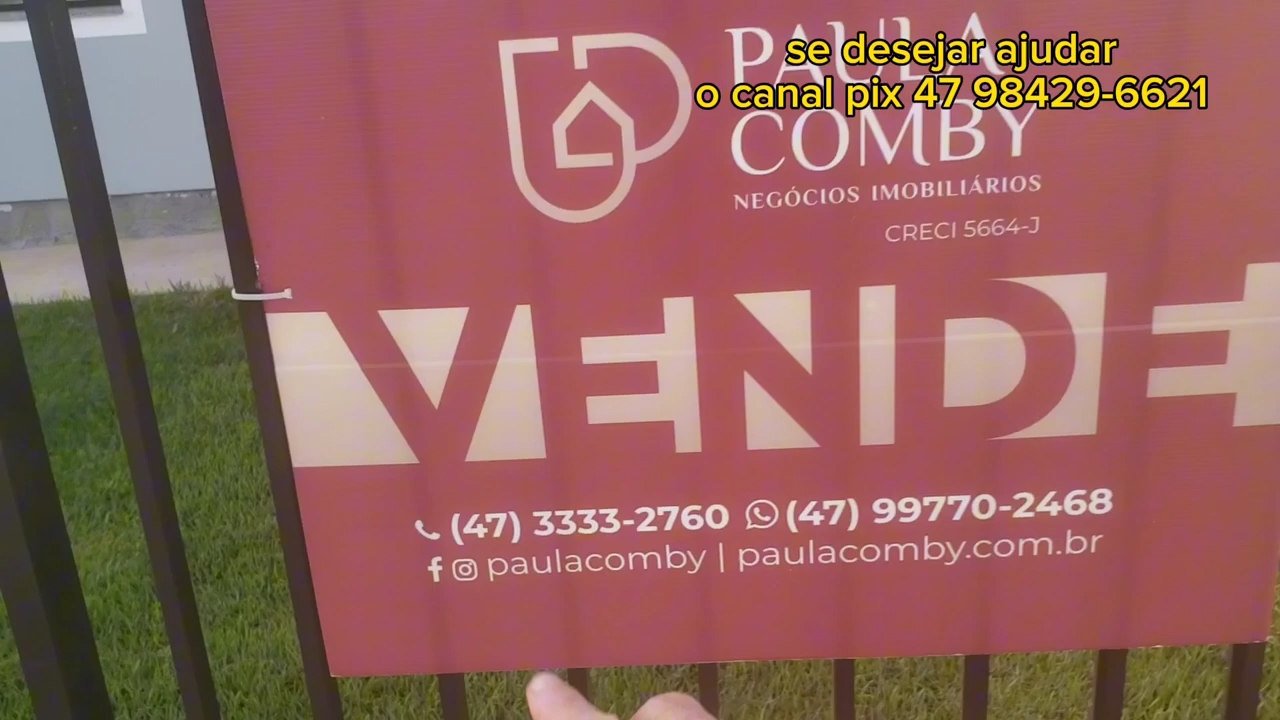 se desejar ajudar
o canal pix 47 98429-6621
PAULA
COMBY
NEGÓCIOS IMOBILIÁRIOS
CRECI 5664-J
VENDE
(47) 3333-2760 (47) 99770-2468
paulacomby | paulacomby.com.br